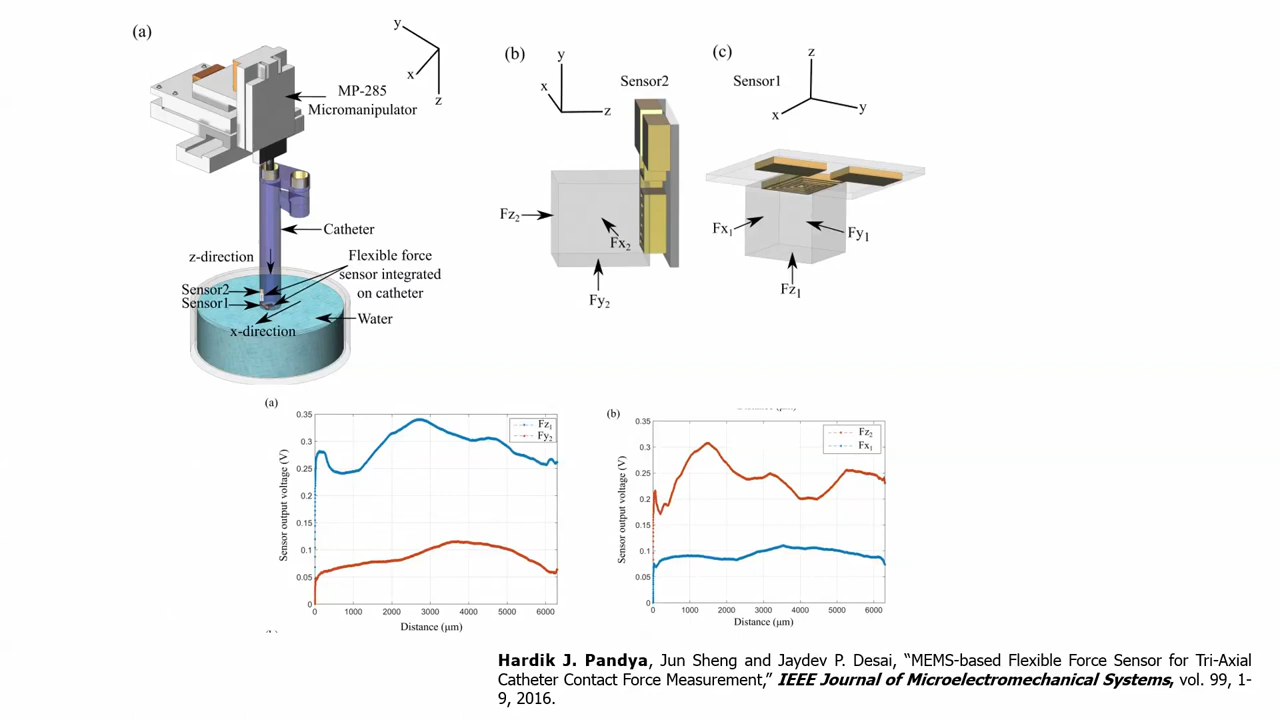 (a)
y
x
z
MP-285
Micromanipulator
Catheter
z-direction
Flexible force
sensor integrated
on catheter
Sensor2
Sensor1
Water
x-direction
(b)
y
x
z
Sensor2
Fz2
Fx2
Fy2
(c)
Sensor1
z
x
y
Fx1
Fy1
Fz1
(a)
Sensor output voltage (V)
0.35
0.3
0.25
0.2
0.15
0.1
0.05
0
Fz1
Fy2
0 1000 2000 3000 4000 5000 6000
Distance (μm)
(b)
Sensor output voltage (V)
0.35
0.3
0.25
0.2
0.15
0.1
0.05
0
Fz2
Fx1
0 1000 2000 3000 4000 5000 6000
Distance (μm)
Hardik J. Pandya, Jun Sheng and Jaydev P. Desai, “MEMS-based Flexible Force Sensor for Tri-Axial
Catheter Contact Force Measurement,” IEEE Journal of Microelectromechanical Systems, vol. 99, 1-
9, 2016.